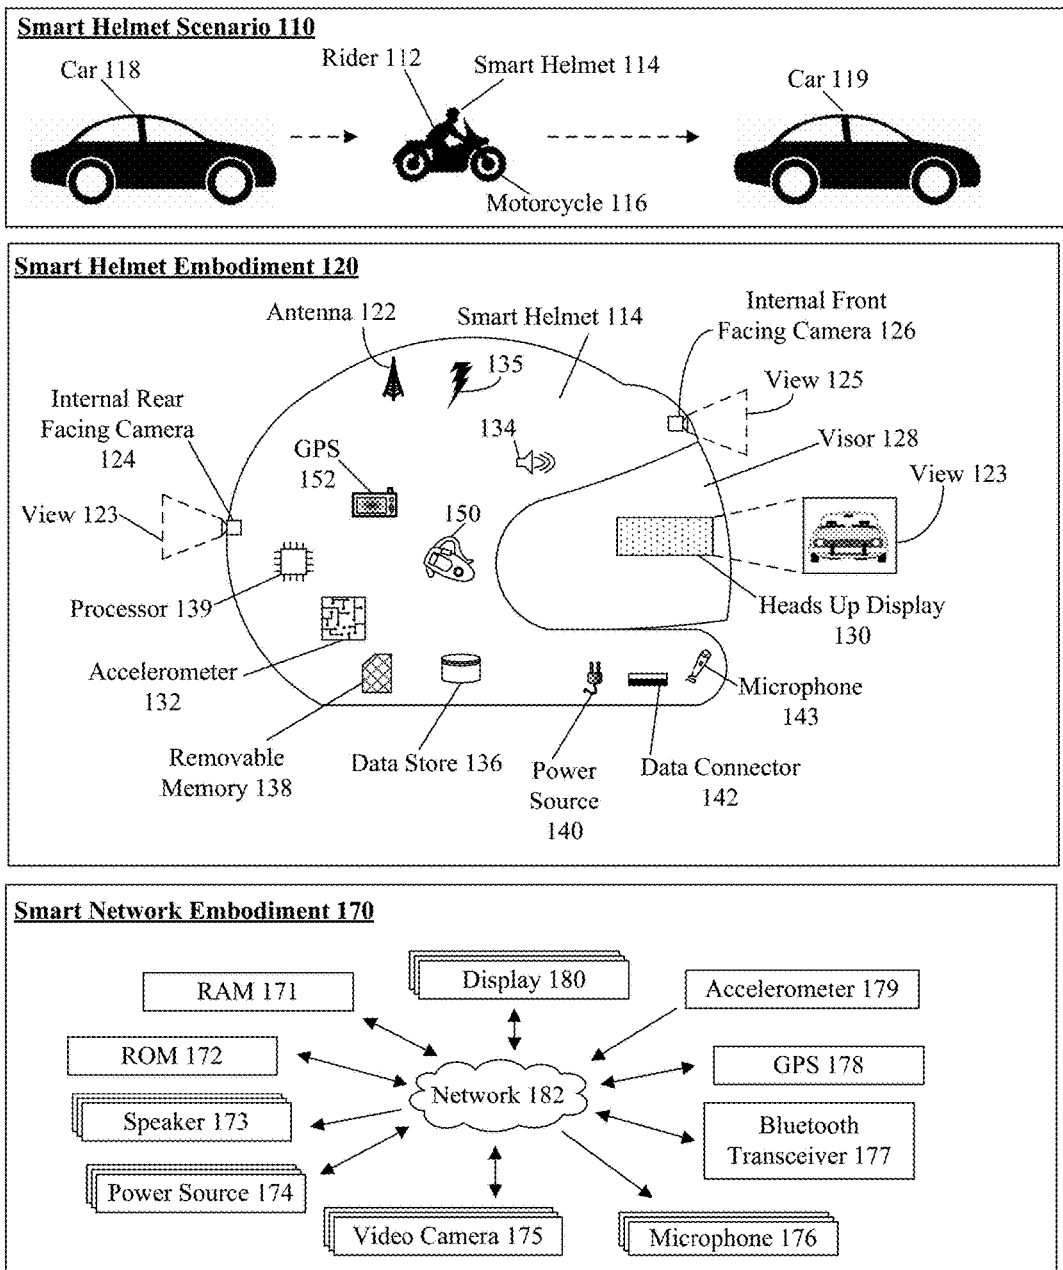 Smart Helmet Scenario 110
Car 118
Rider 112
Smart Helmet 114
Car 119
Motorcycle 116
Smart Helmet Embodiment 120
Antenna 122
Smart Helmet 114
Internal Front
Facing Camera 126
135
View 125
Internal Rear
Facing Camera
124
134
Visor 128
GPS
152
View 123
View 123
150
Processor 139
Heads Up Display
130
Accelerometer
132
Microphone
143
Removable
Memory 138
Data Store 136
Power
Source
140
Data Connector
142
Smart Network Embodiment 170
RAM 171
Display 180
Accelerometer 179
ROM 172
GPS 178
Network 182
Speaker 173
Bluetooth
Transceiver 177
Power Source 174
Video Camera 175
Microphone 176